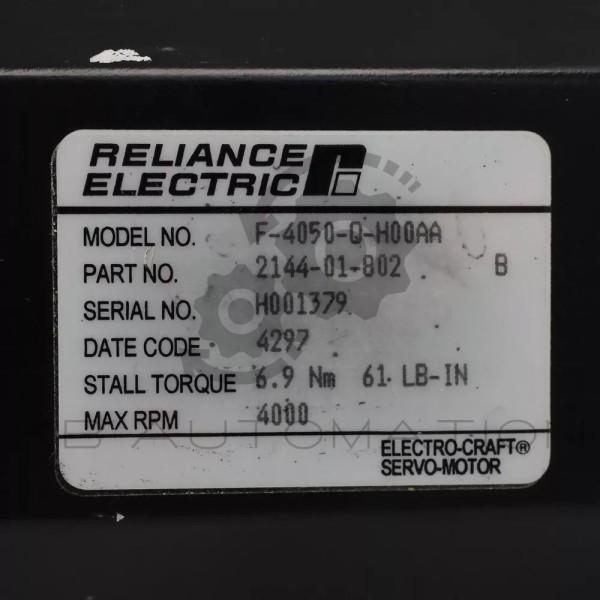 RELIANCE
ELECTRIC
MODEL NO. F-4050-Q-H00AA
PART NO. 2144-01-802 B
SERIAL NO. H001379
DATE CODE 4297
STALL TORQUE 6.9 Nm 61 LB-IN
MAX RPM 4000
AUTOMATION
ELECTRO-CRAFT®
SERVO-MOTOR